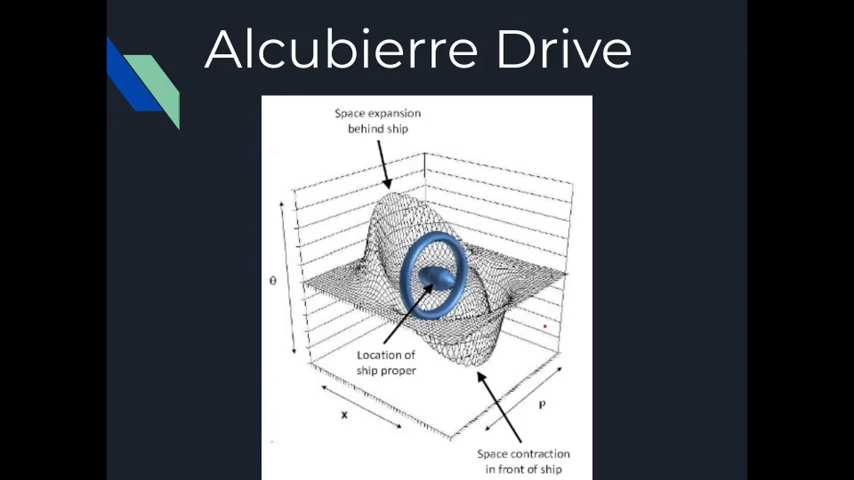 Alcubierre Drive
Space expansion
behind ship
θ
Location of
ship proper
x
p
Space contraction
in front of ship